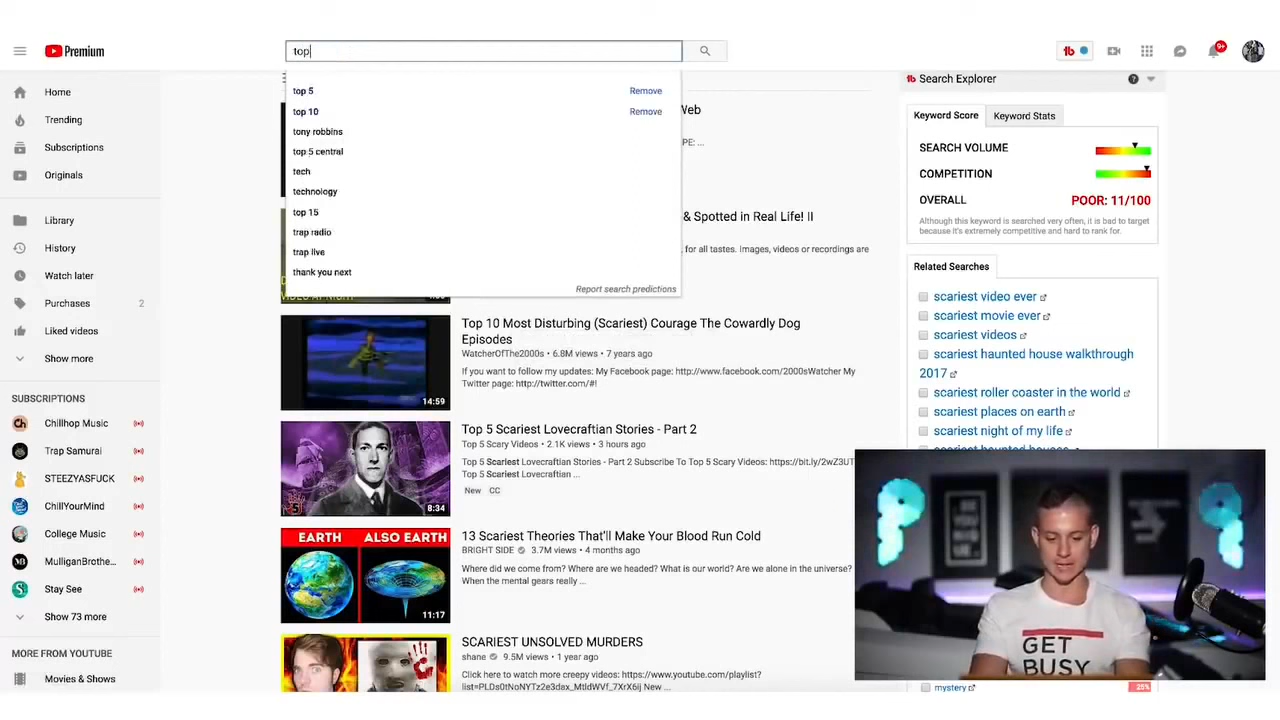 Premium
top
9+
Home
Trending
Subscriptions
Originals
Library
History
Watch later
Purchases 2
Liked videos
Show more
SUBSCRIPTIONS
Chillhop Music
Trap Samurai
STEEZYASFUCK
ChillYourMind
College Music
MulliganBrothe...
Stay See
Show 73 more
MORE FROM YOUTUBE
Movies & Shows
top 5 Remove
top 10 Remove
tony robbins
top 5 central
tech
technology
top 15
trap radio
trap live
thank you next
Report search predictions
Web
PE: ...
& Spotted in Real Life! II
for all tastes. Images, videos or recordings are
Top 10 Most Disturbing (Scariest) Courage The Cowardly Dog
Episodes
WatcherOfThe2000s • 6.8M views • 7 years ago
If you want to follow my updates: My Facebook page: http://www.facebook.com/2000sWatcher My
Twitter page: http://twitter.com/#!
14:59
Top 5 Scariest Lovecraftian Stories - Part 2
Top 5 Scary Videos • 2.1K views • 3 hours ago
Top 5 Scariest Lovecraftian Stories - Part 2 Subscribe To Top 5 Scary Videos: https://bit.ly/2wZ3UT
Top 5 Scariest Lovecraftian ...
New CC
8:34
EARTH ALSO EARTH
11:17
13 Scariest Theories That'll Make Your Blood Run Cold
BRIGHT SIDE 3.7M views • 4 months ago
Where did we come from? Where are we headed? What is our world? Are we alone in the universe?
When the mental gears really ...
SCARIEST UNSOLVED MURDERS
shane 9.5M views • 1 year ago
Click here to watch more creepy videos: https://www.youtube.com/playlist?
list=PLDs0tNoNYTz2e3dax_MtldWVf_7XrX6ij New ...
tb Search Explorer
Keyword Score Keyword Stats
SEARCH VOLUME
COMPETITION
OVERALL POOR: 11/100
Although this keyword is searched very often, it is bad to target
because it's extremely competitive and hard to rank for.
Related Searches
scariest video ever
scariest movie ever
scariest videos
scariest haunted house walkthrough
2017
scariest roller coaster in the world
scariest places on earth
scariest night of my life
scariest haunted houses
GET
BUSY
mystery 26%